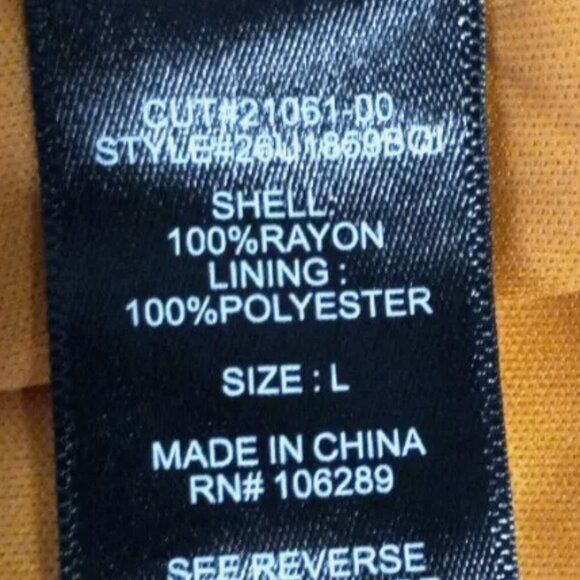 CUT#21061-00
SHELL:
100%RAYON
LINING :
100%POLYESTER
SIZE : L
MADE IN CHINA
RN# 106289
SEE REVERSE